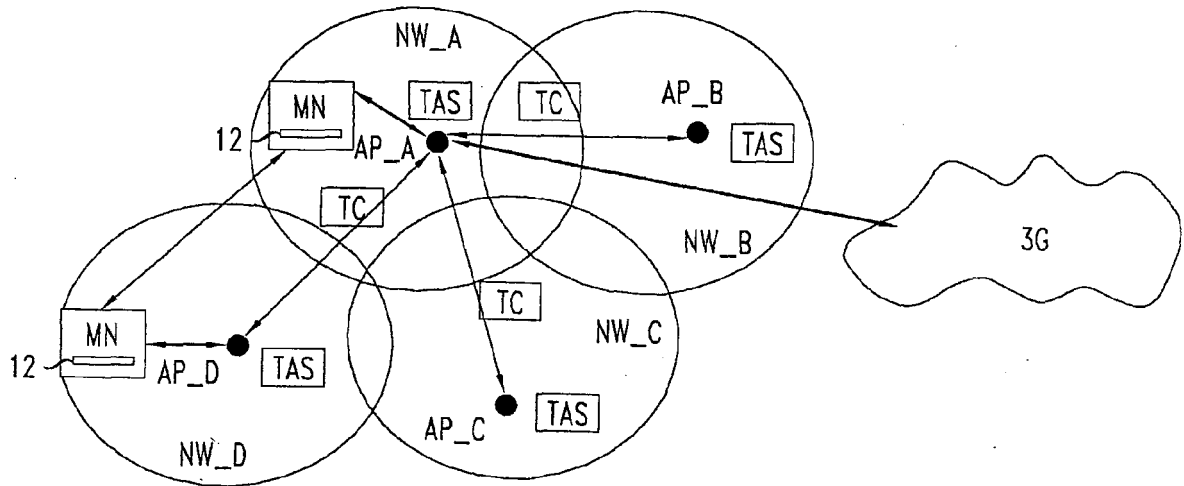 NW_A
MN
TAS
TC
AP_B
12
AP_A
TAS
TC
NW_B
3G
TC
MN
NW_C
12
AP_D
TAS
TAS
AP_C
NW_D